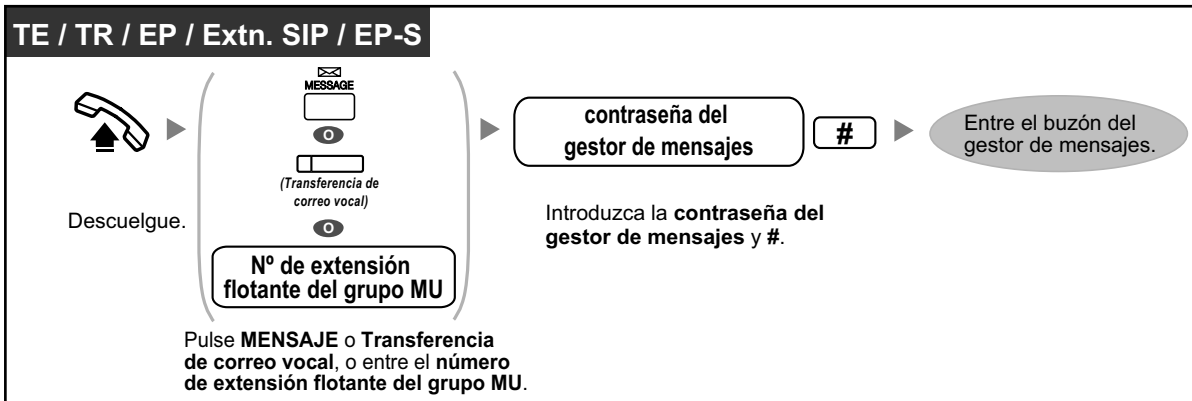 TE / TR / EP / Extn. SIP / EP-S
MESSAGE
O
(Transferencia de
correo vocal)
O
Nº de extensión
flotante del grupo MU
contraseña del
gestor de mensajes
#
Entre el buzón del
gestor de mensajes.
Descuelgue.
Introduzca la contraseña del
gestor de mensajes y #.
Pulse MENSAJE o Transferencia
de correo vocal, o entre el número
de extensión flotante del grupo MU.